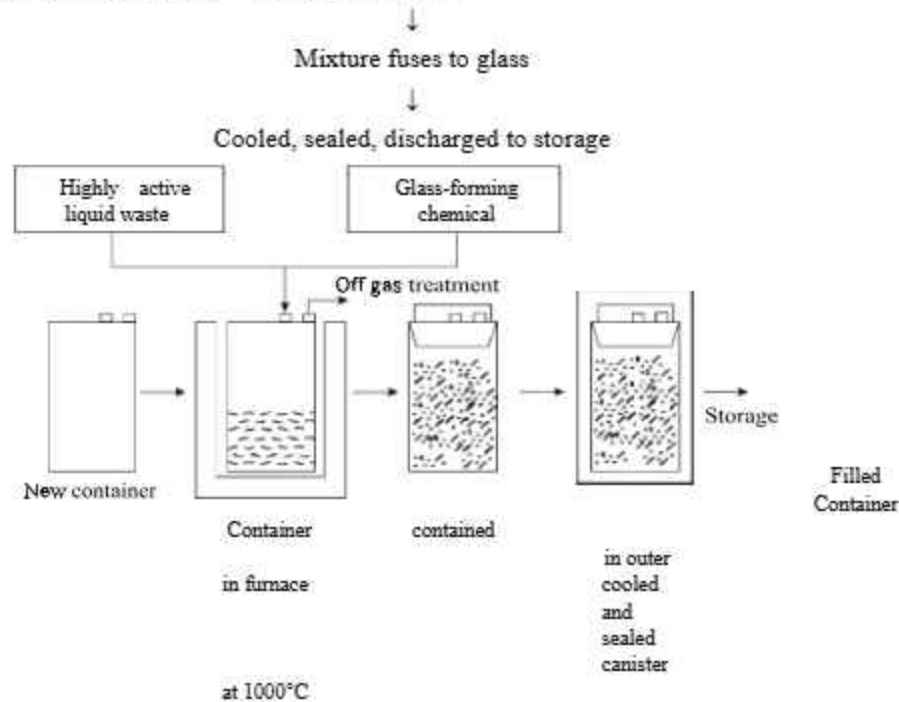 ↓
Mixture fuses to glass
↓
Cooled, sealed, discharged to storage
Highly active
liquid waste
Glass-forming
chemical
Off gas treatment
Storage
New container
Filled
Container
Container
contained
in furnace
in outer
cooled
and
sealed
canister
at 1000°C